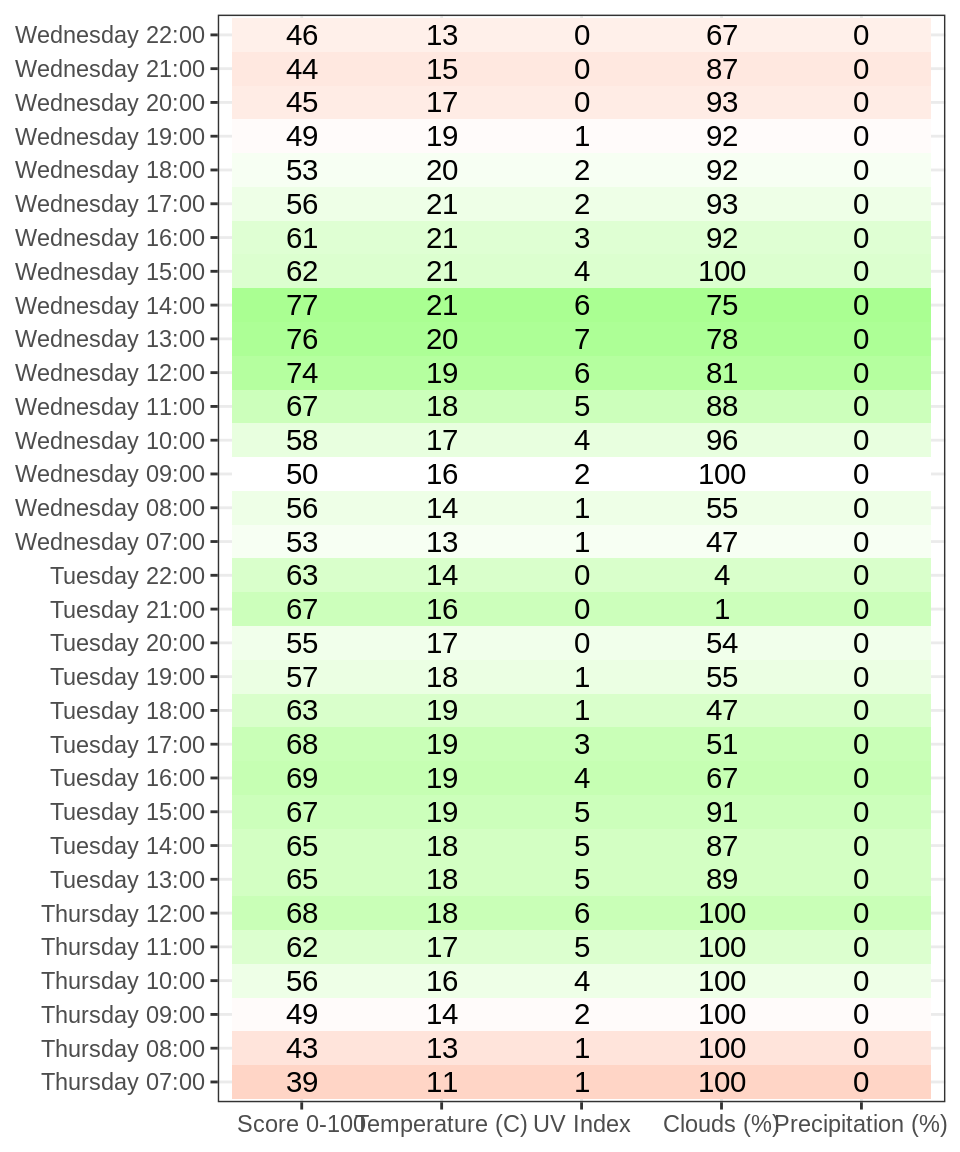 Wednesday 22:00 46 13 0 67 0
Wednesday 21:00 44 15 0 87 0
Wednesday 20:00 45 17 0 93 0
Wednesday 19:00 49 19 1 92 0
Wednesday 18:00 53 20 2 92 0
Wednesday 17:00 56 21 2 93 0
Wednesday 16:00 61 21 3 92 0
Wednesday 15:00 62 21 4 100 0
Wednesday 14:00 77 21 6 75 0
Wednesday 13:00 76 20 7 78 0
Wednesday 12:00 74 19 6 81 0
Wednesday 11:00 67 18 5 88 0
Wednesday 10:00 58 17 4 96 0
Wednesday 09:00 50 16 2 100 0
Wednesday 08:00 56 14 1 55 0
Wednesday 07:00 53 13 1 47 0
Tuesday 22:00 63 14 0 4 0
Tuesday 21:00 67 16 0 1 0
Tuesday 20:00 55 17 0 54 0
Tuesday 19:00 57 18 1 55 0
Tuesday 18:00 63 19 1 47 0
Tuesday 17:00 68 19 3 51 0
Tuesday 16:00 69 19 4 67 0
Tuesday 15:00 67 19 5 91 0
Tuesday 14:00 65 18 5 87 0
Tuesday 13:00 65 18 5 89 0
Thursday 12:00 68 18 6 100 0
Thursday 11:00 62 17 5 100 0
Thursday 10:00 56 16 4 100 0
Thursday 09:00 49 14 2 100 0
Thursday 08:00 43 13 1 100 0
Thursday 07:00 39 11 1 100 0
Score 0-100 Temperature (C) UV Index Clouds (%) Precipitation (%)